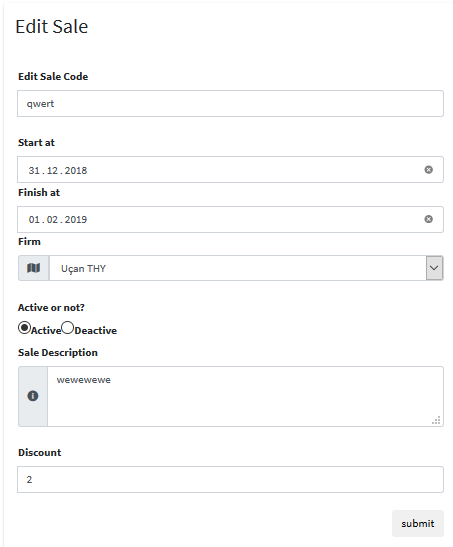 Edit Sale
Edit Sale Code
qwert
Start at
31 . 12 . 2018
Finish at
01 . 02 . 2019
Firm
Uçan THY
Active or not?
Active Deactive
Sale Description
wewewewe
Discount
2
submit